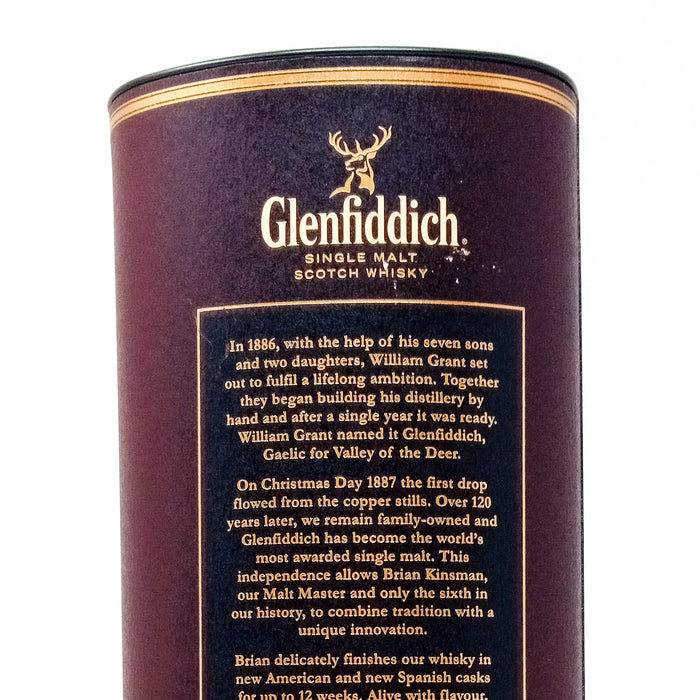 Glenfiddich
SINGLE MALT
SCOTCH WHISKY
In 1886, with the help of his seven sons
and two daughters, William Grant set
out to fulfil a lifelong ambition. Together
they began building his distillery by
hand and after a single year it was ready.
William Grant named it Glenfiddich,
Gaelic for Valley of the Deer.
On Christmas Day 1887 the first drop
flowed from the copper stills. Over 120
years later, we remain family-owned and
Glenfiddich has become the world's
most awarded single malt. This
independence allows Brian Kinsman,
our Malt Master and only the sixth in
our history, to combine tradition with a
unique innovation.
Brian delicately finishes our whisky in
new American and new Spanish casks
for up to 12 weeks. Alive with flavour,